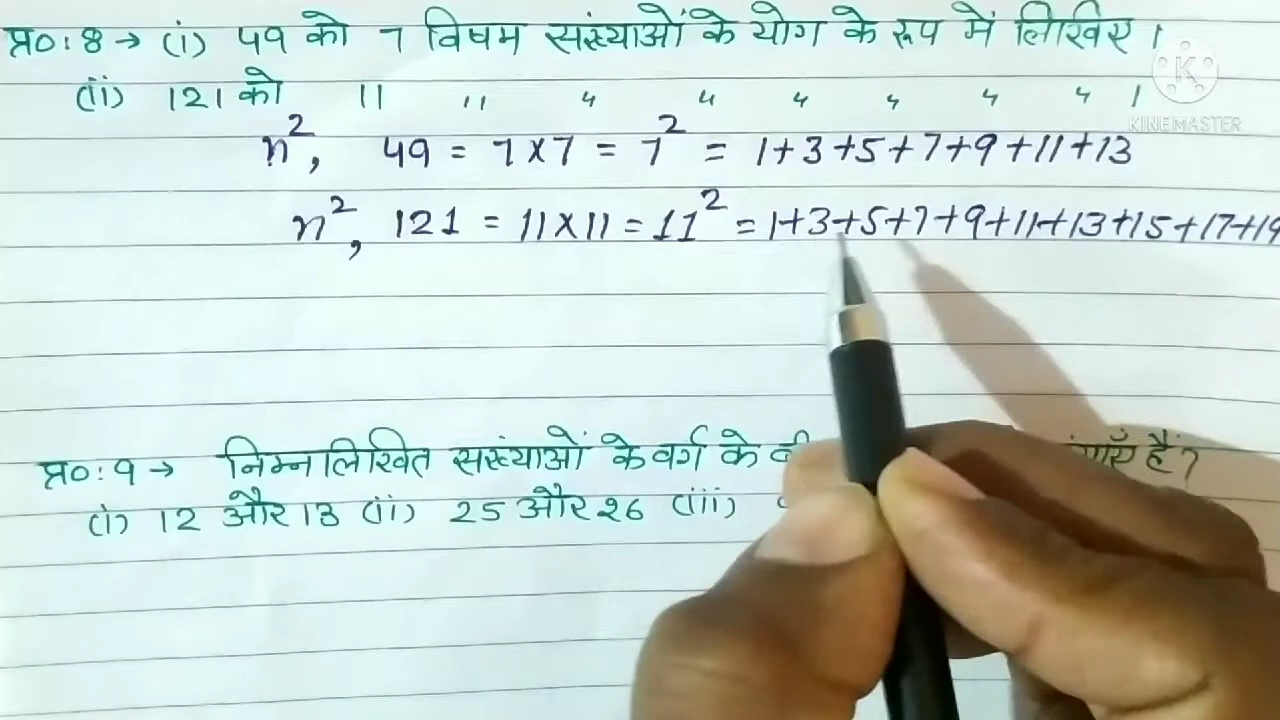 प्र०:8→ (i) 49 को 7 विषम संख्याओं के योग के रूप में लिखिए ।
(ii) 121 को 11 " " " " " " " ।
n², 49 = 7×7 = 7² = 1+3+5+7+9+11+13
n², 121 = 11×11 = 11² = 1+3+5+7+9+11+13+15+17+19
प्र०:9→ निम्नलिखित संख्याओं के वर्ग के हैं?
(i) 12 और 13 (ii) 25 और 26 (iii)
K
KINEMASTER